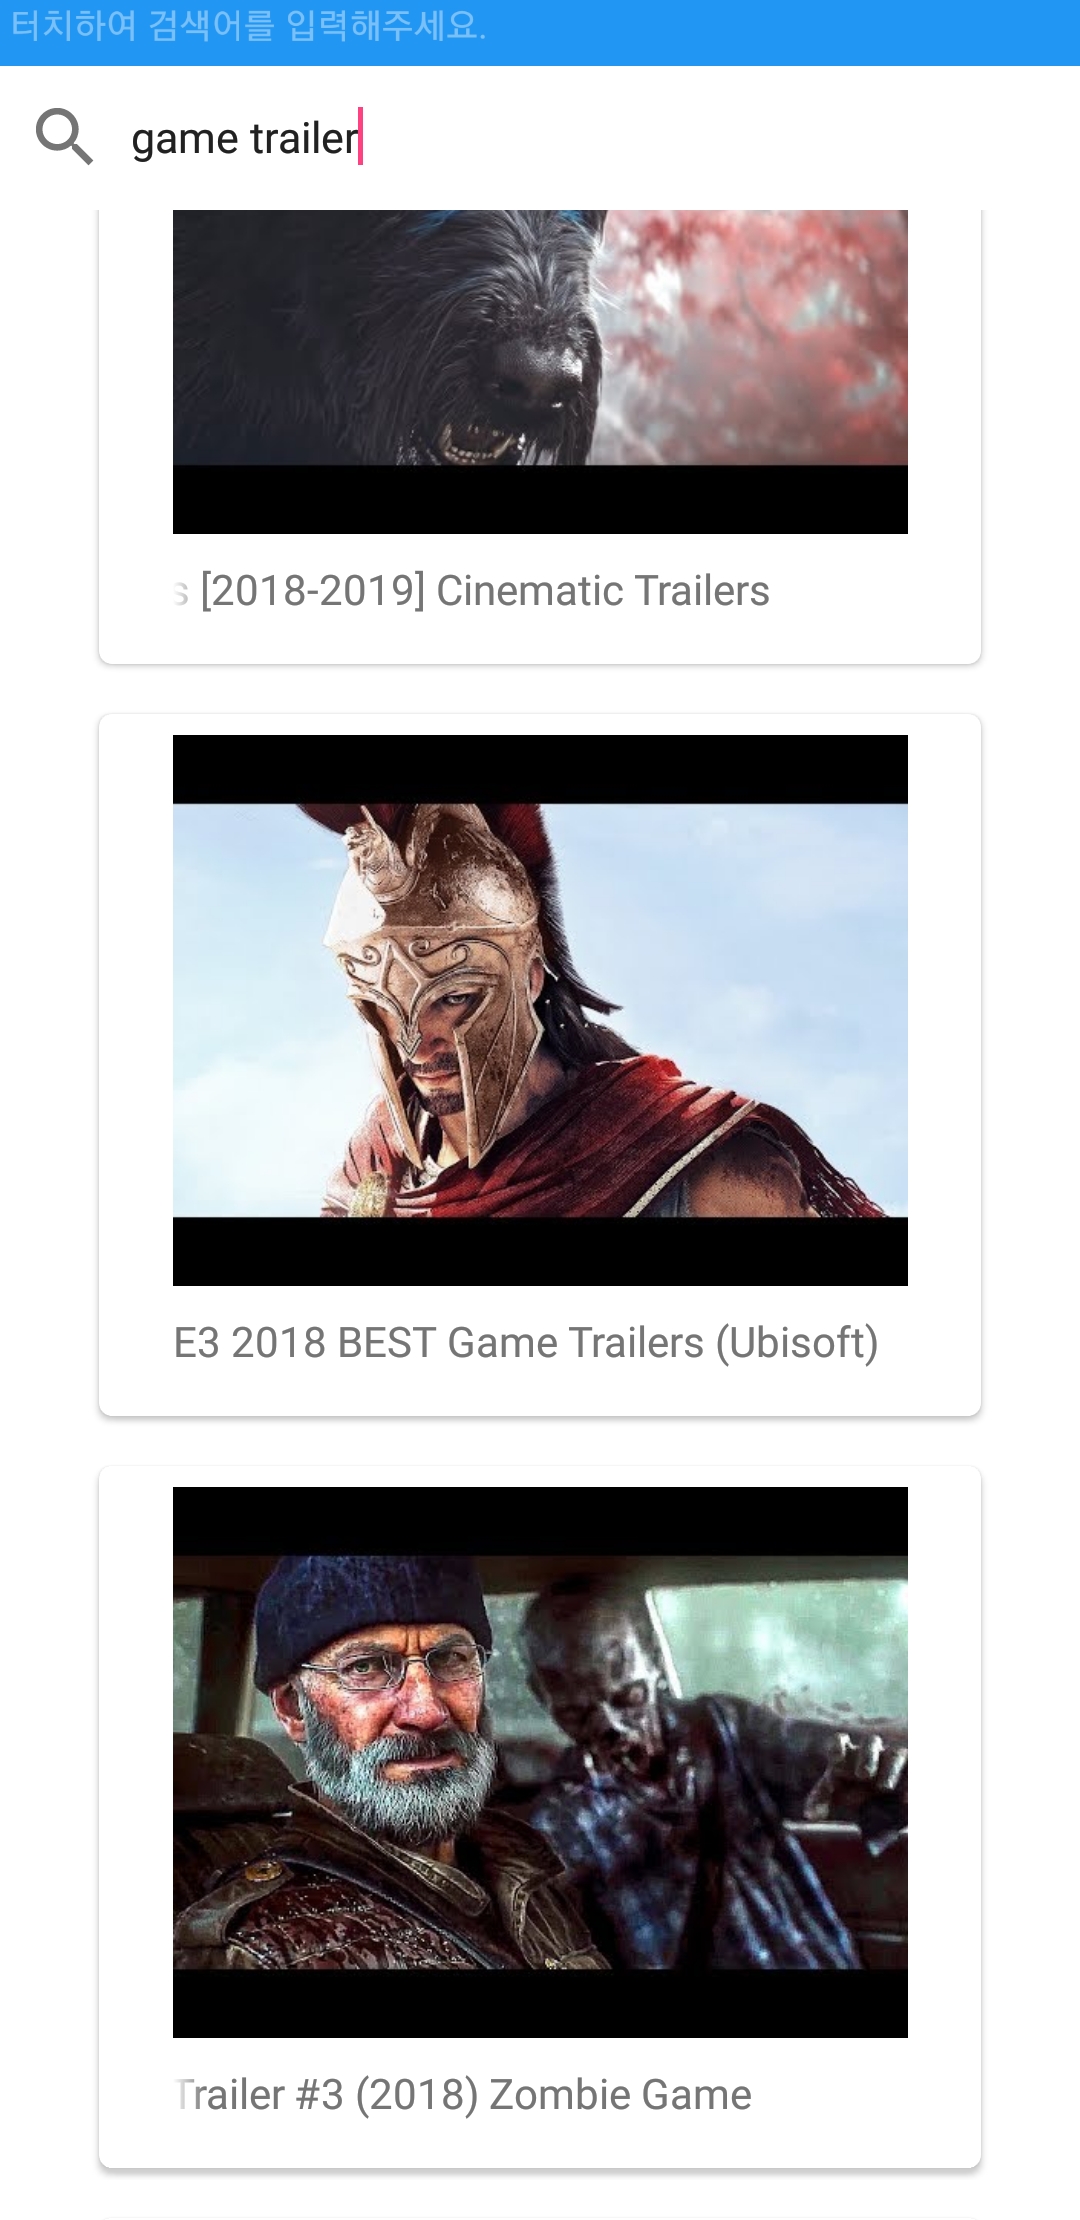 터치하여 검색어를 입력해주세요.
game trailer
s [2018-2019] Cinematic Trailers
E3 2018 BEST Game Trailers (Ubisoft)
Trailer #3 (2018) Zombie Game